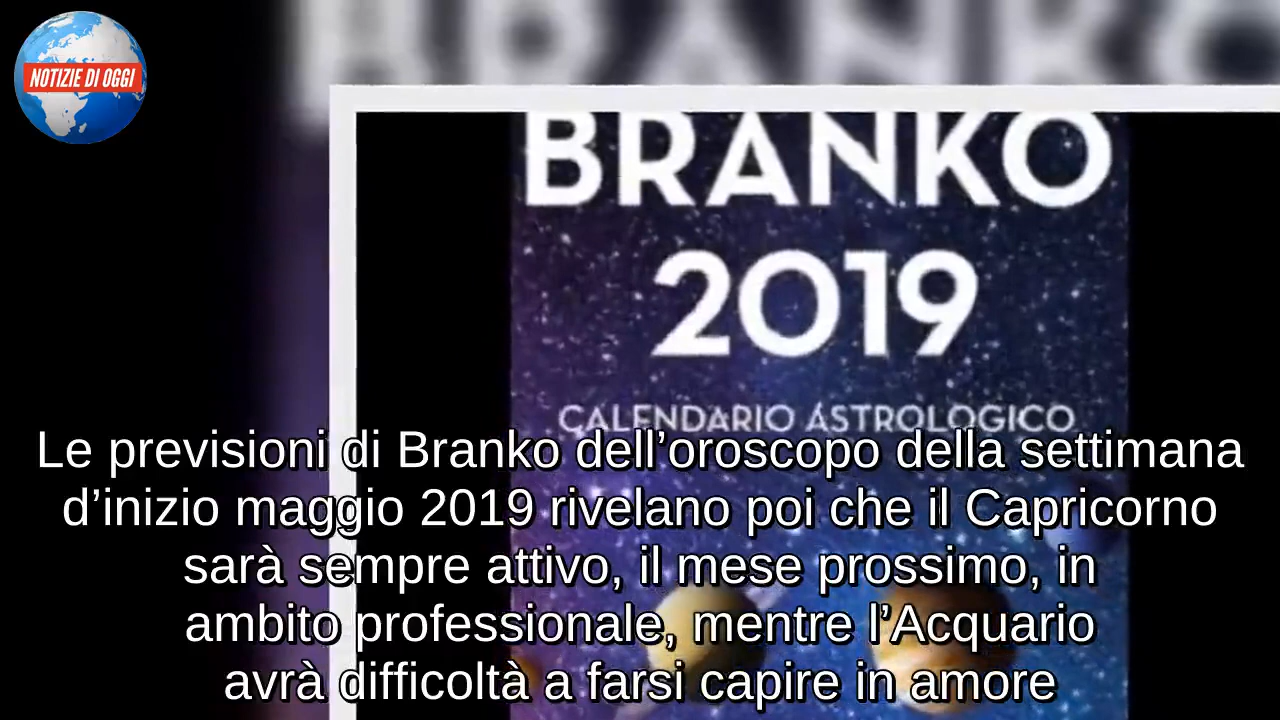 BRANKO
NOTIZIE DI OGGI
BRANKO
2019
CALENDARIO ASTROLOGICO
Le previsioni di Branko dell’oroscopo della settimana
d’inizio maggio 2019 rivelano poi che il Capricorno
sarà sempre attivo, il mese prossimo, in
ambito professionale, mentre l’Acquario
avrà difficoltà a farsi capire in amore